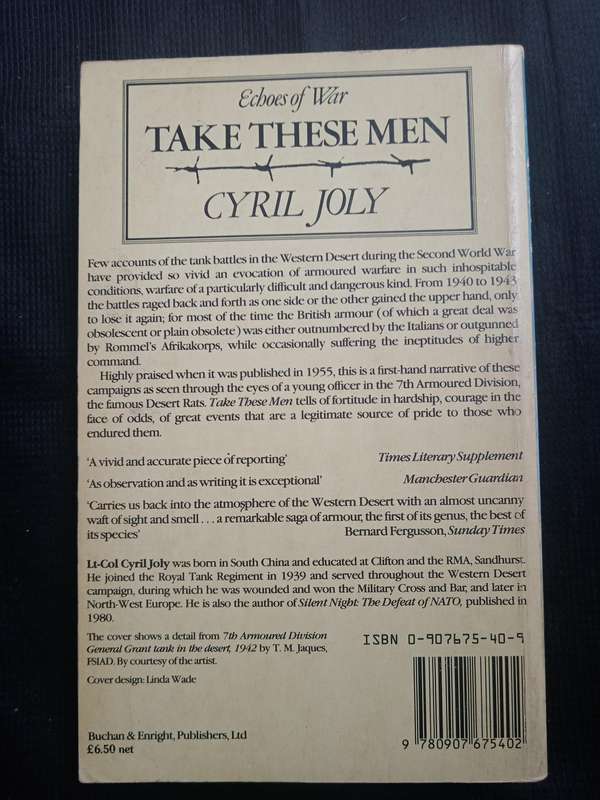 Echoes of War
TAKE THESE MEN
CYRIL JOLY
Few accounts of the tank battles in the Western Desert during the Second World War
have provided so vivid an evocation of armoured warfare in such inhospitable
conditions, warfare of a particularly difficult and dangerous kind. From 1940 to 1943
the battles raged back and forth as one side or the other gained the upper hand, only
to lose it again; for most of the time the British armour (of which a great deal was
obsolescent or plain obsolete) was either outnumbered by the Italians or outgunned
by Rommel's Afrikakorps, while occasionally suffering the ineptitudes of higher
command.
Highly praised when it was published in 1955, this is a first-hand narrative of these
campaigns as seen through the eyes of a young officer in the 7th Armoured Division,
the famous Desert Rats. Take These Men tells of fortitude in hardship, courage in the
face of odds, of great events that are a legitimate source of pride to those who
endured them.
'A vivid and accurate piece of reporting' Times Literary Supplement
'As observation and as writing it is exceptional' Manchester Guardian
'Carries us back into the atmosphere of the Western Desert with an almost uncanny
waft of sight and smell . . . a remarkable saga of armour, the first of its genus, the best of
its species' Bernard Fergusson, Sunday Times
Lt-Col Cyril Joly was born in South China and educated at Clifton and the RMA, Sandhurst.
He joined the Royal Tank Regiment in 1939 and served throughout the Western Desert
campaign, during which he was wounded and won the Military Cross and Bar, and later in
North-West Europe. He is also the author of Silent Night: The Defeat of NATO, published in
1980.
The cover shows a detail from 7th Armoured Division
General Grant tank in the desert, 1942 by T. M. Jaques,
FSIAD. By courtesy of the artist.
Cover design: Linda Wade
ISBN 0-907675-40-9
Buchan & Enright, Publishers, Ltd
£6.50 net
9 780907 675402